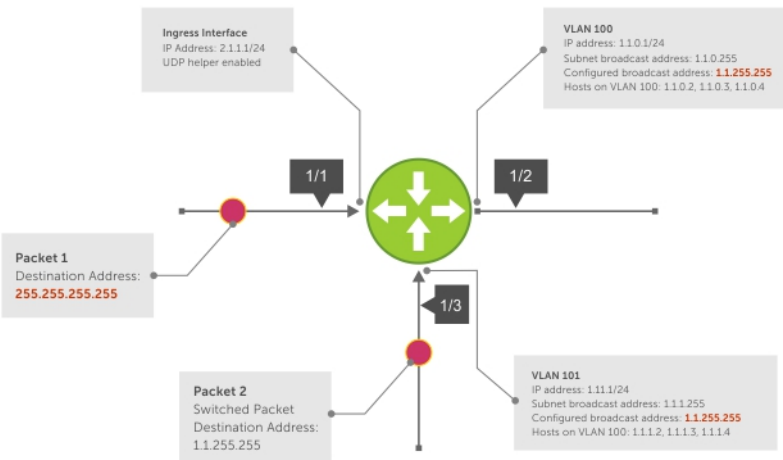 Ingress Interface
IP Address: 2.1.1.1/24
UDP helper enabled
VLAN 100
IP address: 1.1.0.1/24
Subnet broadcast address: 1.1.0.255
Configured broadcast address: 1.1.255.255
Hosts on VLAN 100: 1.1.0.2, 1.1.0.3, 1.1.0.4
1/1
1/2
Packet 1
Destination Address:
255.255.255.255
1/3
Packet 2
Switched Packet
Destination Address:
1.1.255.255
VLAN 101
IP address: 1.11.1/24
Subnet broadcast address: 1.1.1.255
Configured broadcast address: 1.1.255.255
Hosts on VLAN 100: 1.1.1.2, 1.1.1.3, 1.1.1.4